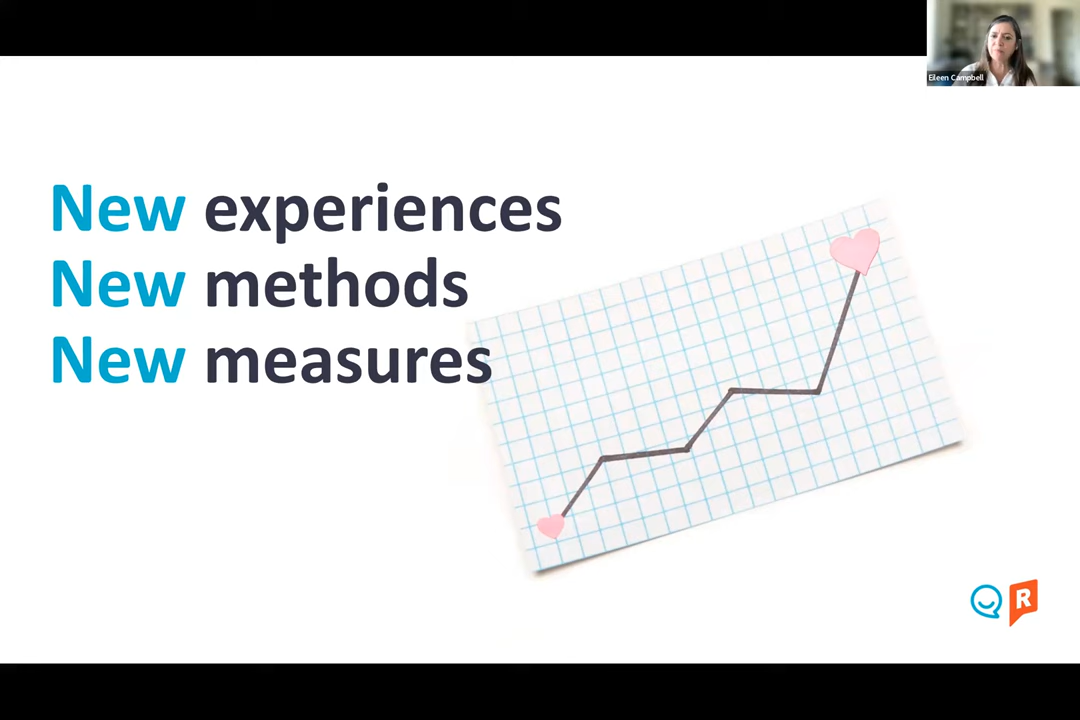 Eileen Campbell
New experiences
New methods
New measures
R